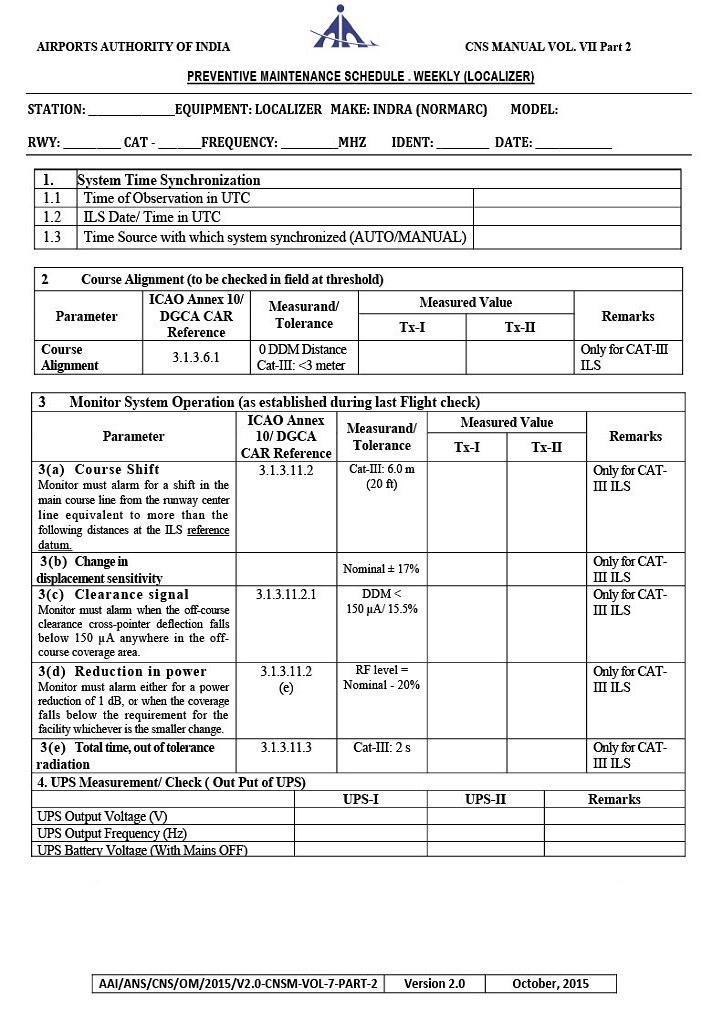 AIRPORTS AUTHORITY OF INDIA CNS MANUAL VOL. VII Part 2
PREVENTIVE MAINTENANCE SCHEDULE . WEEKLY (LOCALIZER)
STATION: ______________EQUIPMENT: LOCALIZER MAKE: INDRA (NORMARC) MODEL:
RWY: _________ CAT - _______FREQUENCY: _________MHZ IDENT: ________ DATE: ____________
1. System Time Synchronization
1.1 Time of Observation in UTC
1.2 ILS Date/ Time in UTC
1.3 Time Source with which system synchronized (AUTO/MANUAL)
2 Course Alignment (to be checked in field at threshold)
Parameter
ICAO Annex 10/
DGCA CAR
Reference
Measurand/
Tolerance
Measured Value
Tx-I
Tx-II
Remarks
Course
Alignment
3.1.3.6.1
0 DDM Distance
Cat-III: <3 meter
Only for CAT-III
ILS
3 Monitor System Operation (as established during last Flight check)
Parameter
ICAO Annex
10/ DGCA
CAR Reference
Measurand/
Tolerance
Measured Value
Tx-I
Tx-II
Remarks
3(a) Course Shift
Monitor must alarm for a shift in the
main course line from the runway center
line equivalent to more than the
following distances at the ILS reference
datum.
3.1.3.11.2
Cat-III: 6.0 m
(20 ft)
Only for CAT-
III ILS
3(b) Change in
displacement sensitivity
Nominal ± 17%
Only for CAT-
III ILS
3(c) Clearance signal
Monitor must alarm when the off-course
clearance cross-pointer deflection falls
below 150 µA anywhere in the off-
course coverage area.
3.1.3.11.2.1
DDM <
150 µA/ 15.5%
Only for CAT-
III ILS
3(d) Reduction in power
Monitor must alarm either for a power
reduction of 1 dB, or when the coverage
falls below the requirement for the
facility whichever is the smaller change.
3.1.3.11.2
(e)
RF level =
Nominal - 20%
Only for CAT-
III ILS
3(e) Total time, out of tolerance
radiation
3.1.3.11.3
Cat-III: 2 s
Only for CAT-
III ILS
4. UPS Measurement/ Check ( Out Put of UPS)
UPS-I UPS-II Remarks
UPS Output Voltage (V)
UPS Output Frequency (Hz)
UPS Battery Voltage (With Mains OFF)
AAI/ANS/CNS/OM/2015/V2.0-CNSM-VOL-7-PART-2 Version 2.0 October, 2015